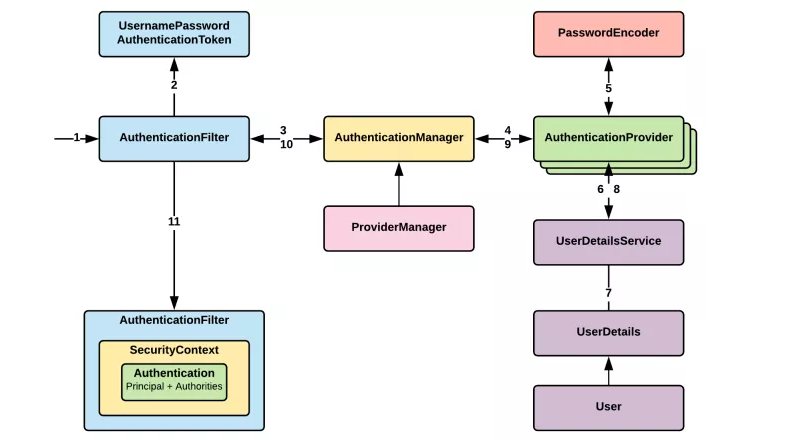 UsernamePassword
AuthenticationToken
PasswordEncoder
2
5
1
AuthenticationFilter
3
10
AuthenticationManager
4
9
AuthenticationProvider
6 8
11
ProviderManager
UserDetailsService
7
AuthenticationFilter
SecurityContext
Authentication
Principal + Authorities
UserDetails
User